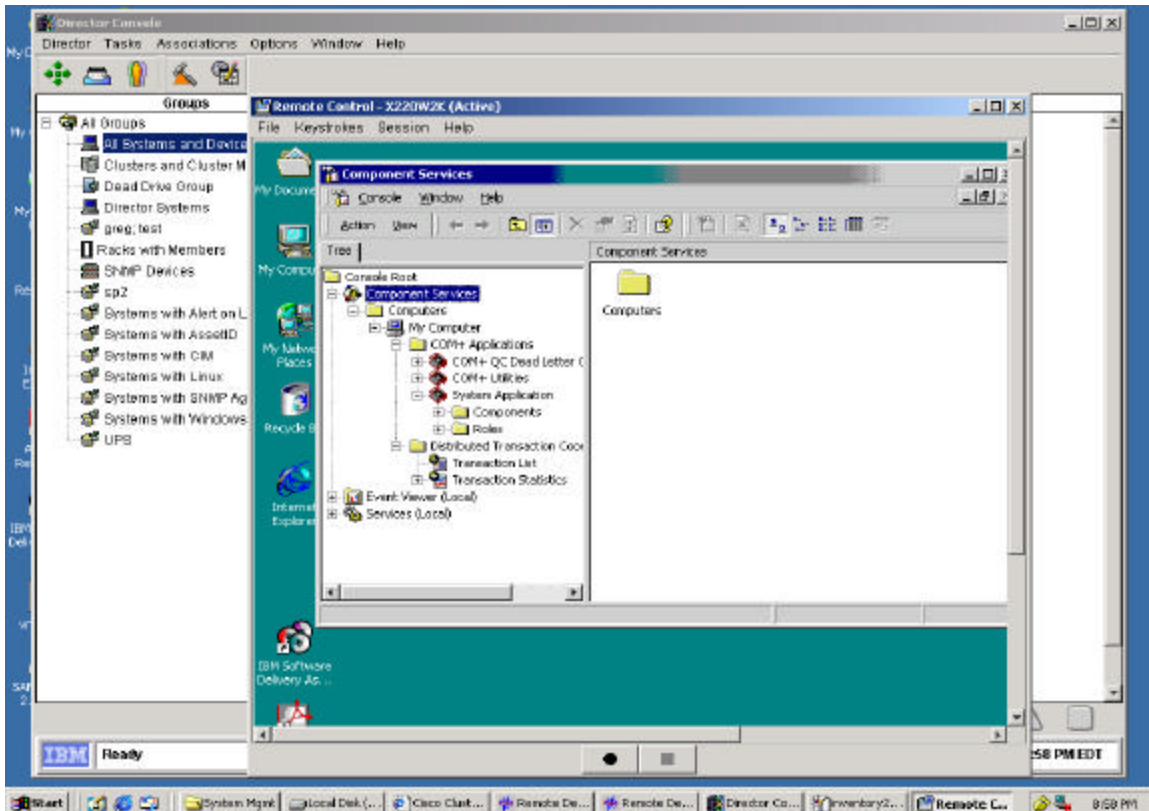 Director Console
Director Tasks Associations Options Window Help
Groups
All Groups
All Systems and Device
Clusters and Cluster M
Dead Drive Group
Director Systems
greg; test
Racks with Members
SNMP Devices
sp2
Systems with Alert on L
Systems with AssetID
Systems with CIM
Systems with Linux
Systems with SNMP Ag
Systems with Windows
UPS
Remote Control - X220W2K (Active)
File Keystrokes Session Help
My Docume
My Compu
My Netwo
Places
Recycle B
Internet
Explorer
IBM Software
Delivery As...
Component Services
Console Window Help
Action View
Tree
Component Services
Console Root
Component Services
Computers
My Computer
COM+ Applications
COM+ QC Dead Letter
COM+ Utilities
System Application
Components
Roles
Distributed Transaction Coor
Transaction List
Transaction Statistics
Event Viewer (Local)
Services (Local)
Computers
IBM Ready
:58 PM EDT
Start System Mgmt Local Disk (... Cisco Clust... Remote De... Remote De... Director Co... Inventory2... Remote C... 8:58 PM